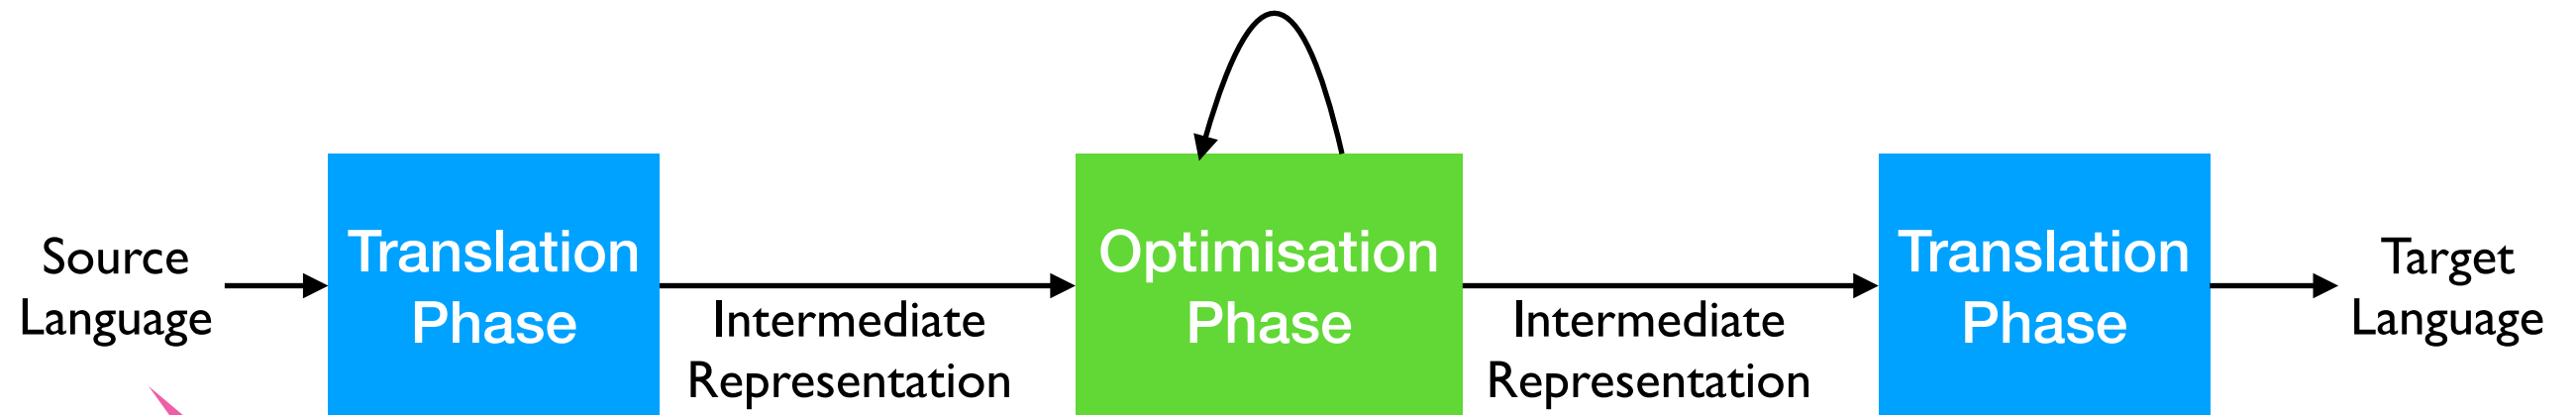 Source
Language
Translation
Phase
Intermediate
Representation
Optimisation
Phase
Intermediate
Representation
Translation
Phase
Target
Language